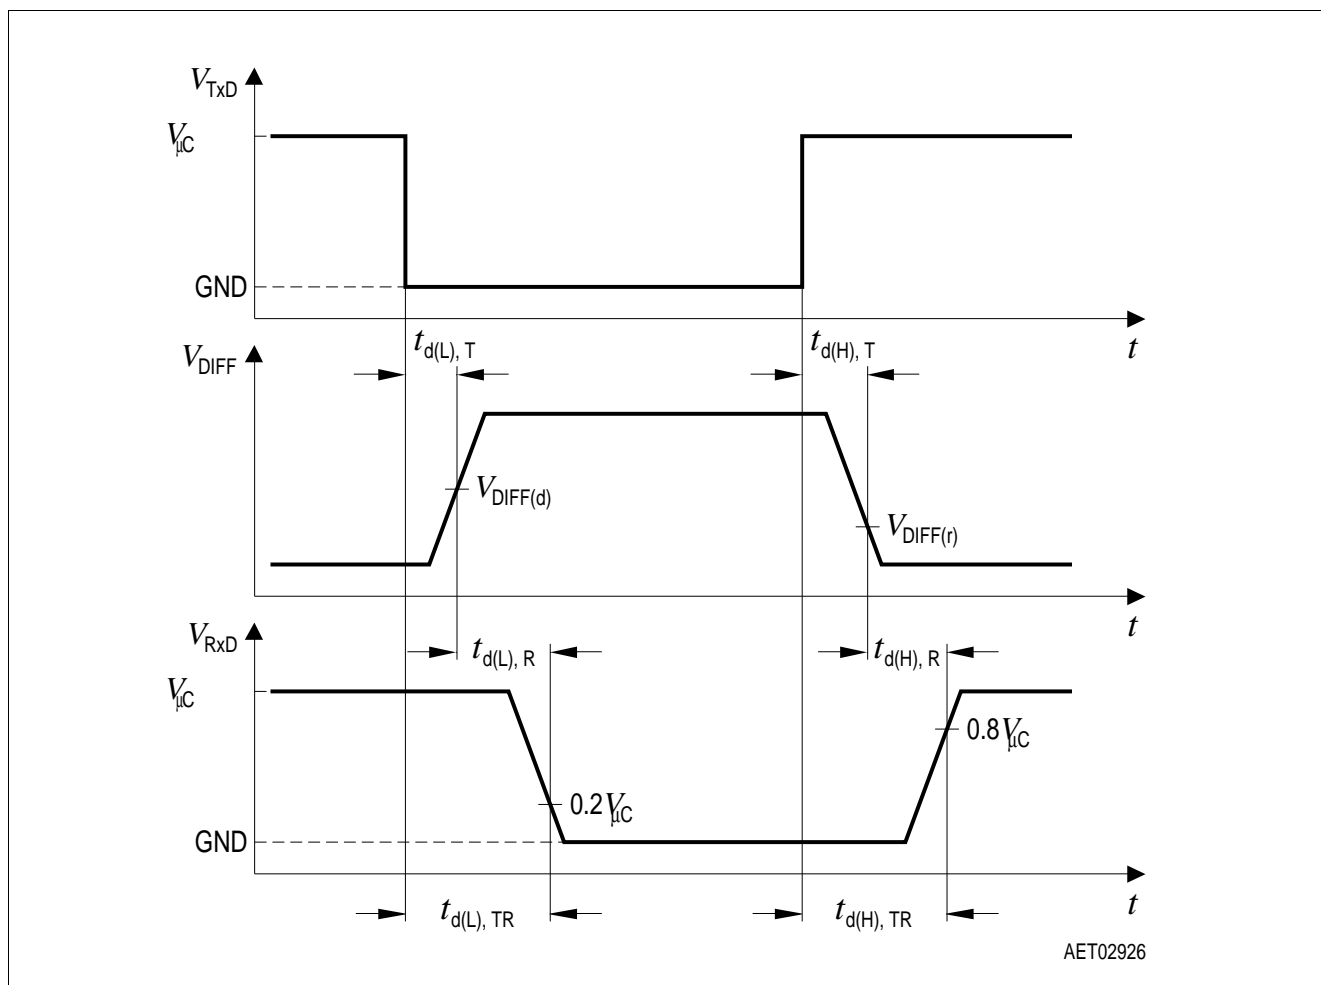 V_TxD
V_µC
GND
t_d(L), T
t_d(H), T
t
V_DIFF
V_DIFF(d)
V_DIFF(r)
t
V_RxD
t_d(L), R
t_d(H), R
V_µC
0.8V_µC
0.2V_µC
GND
t_d(L), TR
t_d(H), TR
t
AET02926